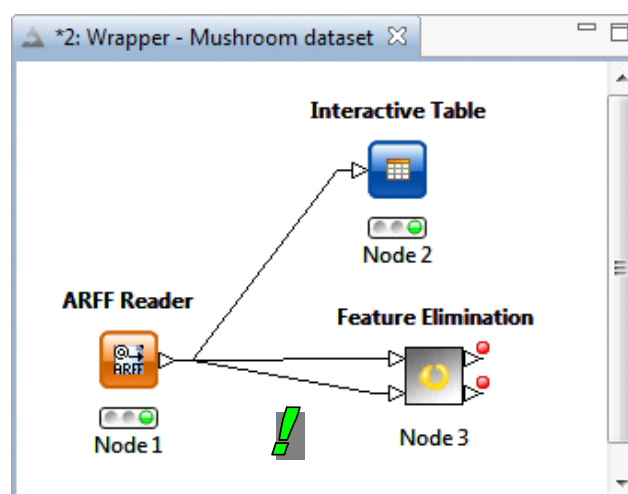 *2: Wrapper - Mushroom dataset
Interactive Table
Node 2
ARFF Reader
ARFF
Node 1
Feature Elimination
Node 3
!